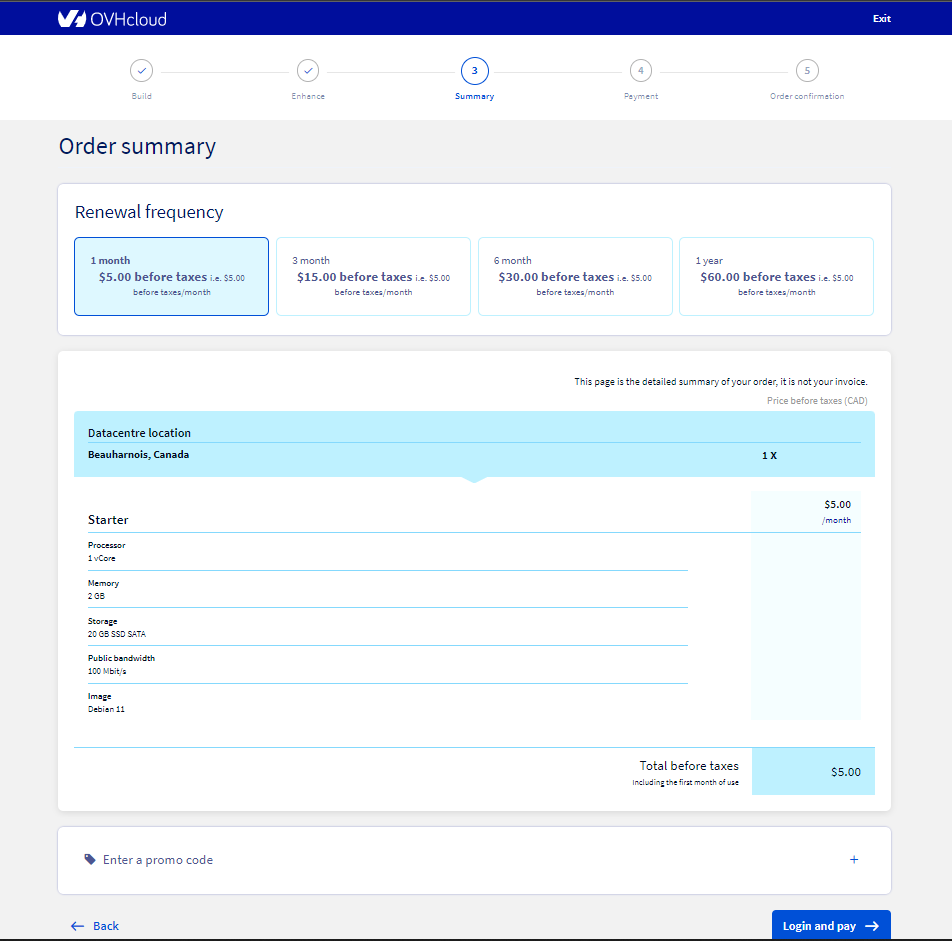 OVHcloud
Exit
3
4
5
Build
Enhance
Summary
Payment
Order confirmation
Order summary
Renewal frequency
1 month
$5.00 before taxes i.e. $5.00
before taxes/month
3 month
$15.00 before taxes i.e. $5.00
before taxes/month
6 month
$30.00 before taxes i.e. $5.00
before taxes/month
1 year
$60.00 before taxes i.e. $5.00
before taxes/month
This page is the detailed summary of your order, it is not your invoice.
Price before taxes (CAD)
Datacentre location
Beauharnois, Canada
1 X
$5.00
/month
Starter
Processor
1 vCore
Memory
2 GB
Storage
20 GB SSD SATA
Public bandwidth
100 Mbit/s
Image
Debian 11
Total before taxes
Including the first month of use
$5.00
Enter a promo code
+
Back
Login and pay